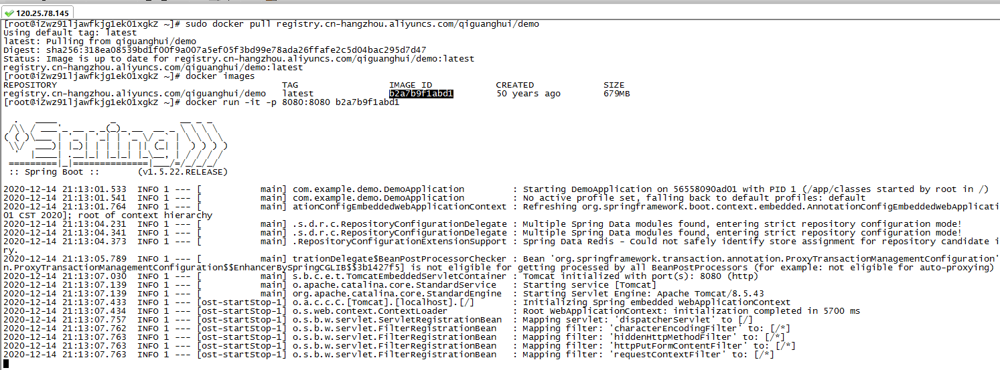 120.25.78.145
[root@iZwz91ljawfkjg1ek01xgkZ ~]# sudo docker pull registry.cn-hangzhou.aliyuncs.com/qiguanghui/demo
Using default tag: latest
latest: Pulling from qiguanghui/demo
Digest: sha256:318ea08539bd1f00f9a007a5ef05f3bd99e78ada26ffafe2c5d04bac295d7d47
Status: Image is up to date for registry.cn-hangzhou.aliyuncs.com/qiguanghui/demo:latest
registry.cn-hangzhou.aliyuncs.com/qiguanghui/demo:latest
[root@iZwz91ljawfkjg1ek01xgkZ ~]# docker images
REPOSITORY TAG IMAGE ID CREATED SIZE
registry.cn-hangzhou.aliyuncs.com/qiguanghui/demo latest b2a7b9f1abd1 50 years ago 679MB
[root@iZwz91ljawfkjg1ek01xgkZ ~]# docker run -it -p 8080:8080 b2a7b9f1abd1
  .   ____          _            __ _ _
 /\\ / ___'_ __ _ _(_)_ __  __ _ \ \ \ \
( ( )\___ | '_ | '_| | '_ \/ _` | \ \ \ \
 \\/  ___)| |_)| | | | | || (_| |  ) ) ) )
  '  |____| .__|_| |_|_| |_\__, | / / / /
 =========|_|==============|___/=/_/_/_/
 :: Spring Boot ::        (v1.5.22.RELEASE)
2020-12-14 21:13:01.533  INFO 1 --- [           main] com.example.demo.DemoApplication         : Starting DemoApplication on 56558090ad01 with PID 1 (/app/classes started by root in /)
2020-12-14 21:13:01.541  INFO 1 --- [           main] com.example.demo.DemoApplication         : No active profile set, falling back to default profiles: default
2020-12-14 21:13:01.764  INFO 1 --- [           main] ationConfigEmbeddedWebApplicationContext : Refreshing org.springframework.boot.context.embedded.AnnotationConfigEmbeddedWebApplicati
01 CST 2020]; root of context hierarchy
2020-12-14 21:13:04.231  INFO 1 --- [           main] .s.d.r.c.RepositoryConfigurationDelegate : Multiple Spring Data modules found, entering strict repository configuration mode!
2020-12-14 21:13:04.341  INFO 1 --- [           main] .s.d.r.c.RepositoryConfigurationDelegate : Multiple Spring Data modules found, entering strict repository configuration mode!
2020-12-14 21:13:04.373  INFO 1 --- [           main] .RepositoryConfigurationExtensionSupport : Spring Data Redis - Could not safely identify store assignment for repository candidate i
ry.
2020-12-14 21:13:05.789  INFO 1 --- [           main] trationDelegate$BeanPostProcessorChecker : Bean 'org.springframework.transaction.annotation.ProxyTransactionManagementConfiguration'
n.ProxyTransactionManagementConfiguration$$EnhancerBySpringCGLIB$$3b1427f5] is not eligible for getting processed by all BeanPostProcessors (for example: not eligible for auto-proxying)
2020-12-14 21:13:07.030  INFO 1 --- [           main] s.b.c.e.t.TomcatEmbeddedServletContainer : Tomcat initialized with port(s): 8080 (http)
2020-12-14 21:13:07.139  INFO 1 --- [           main] o.apache.catalina.core.StandardService   : Starting service [Tomcat]
2020-12-14 21:13:07.139  INFO 1 --- [           main] org.apache.catalina.core.StandardEngine  : Starting Servlet Engine: Apache Tomcat/8.5.43
2020-12-14 21:13:07.433  INFO 1 --- [ost-startStop-1] o.a.c.c.C.[Tomcat].[localhost].[/]       : Initializing Spring embedded WebApplicationContext
2020-12-14 21:13:07.434  INFO 1 --- [ost-startStop-1] o.s.web.context.ContextLoader            : Root WebApplicationContext: initialization completed in 5700 ms
2020-12-14 21:13:07.757  INFO 1 --- [ost-startStop-1] o.s.b.w.servlet.ServletRegistrationBean  : Mapping servlet: 'dispatcherServlet' to [/]
2020-12-14 21:13:07.762  INFO 1 --- [ost-startStop-1] o.s.b.w.servlet.FilterRegistrationBean   : Mapping filter: 'characterEncodingFilter' to: [/*]
2020-12-14 21:13:07.763  INFO 1 --- [ost-startStop-1] o.s.b.w.servlet.FilterRegistrationBean   : Mapping filter: 'hiddenHttpMethodFilter' to: [/*]
2020-12-14 21:13:07.763  INFO 1 --- [ost-startStop-1] o.s.b.w.servlet.FilterRegistrationBean   : Mapping filter: 'httpPutFormContentFilter' to: [/*]
2020-12-14 21:13:07.763  INFO 1 --- [ost-startStop-1] o.s.b.w.servlet.FilterRegistrationBean   : Mapping filter: 'requestContextFilter' to: [/*]